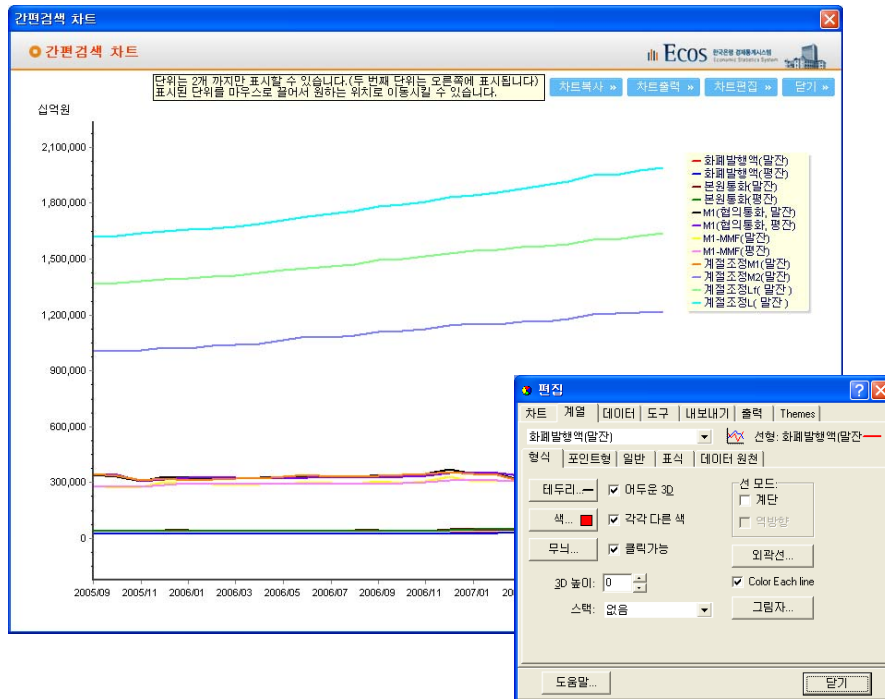 간편검색 차트
간편검색 차트
Ecos 한국은행 경제통계시스템
Economic Statistics System
단위는 2개 까지만 표시할 수 있습니다.(두 번째 단위는 오른쪽에 표시됩니다)
표시된 단위를 마우스로 끌어서 원하는 위치로 이동시킬 수 있습니다.
차트복사 » 차트출력 » 차트편집 » 닫기 »
십억원
2,100,000
1,800,000
1,500,000
1,200,000
900,000
600,000
300,000
0
2005/09 2005/11 2006/01 2006/03 2006/05 2006/07 2006/09 2006/11 2007/01
화폐발행액(말잔)
화폐발행액(평잔)
본원통화(말잔)
본원통화(평잔)
M1(협의통화, 말잔)
M1(협의통화, 평잔)
M1-MMF(말잔)
M1-MMF(평잔)
계절조정M1(말잔)
계절조정M2(말잔)
계절조정Lf( 말잔 )
계절조정L( 말잔 )
편집
차트 계열 데이터 도구 내보내기 출력 Themes
화폐발행액(말잔) 선형: 화폐발행액(말잔
형식 포인트형 일반 표식 데이터 원천
테두리... 어두운 3D 선 모드:
계단
색... 각각 다른 색 역방향
무늬... 클릭가능 외곽선...
3D 높이: 0 Color Each line
스택: 없음 그림자...
도움말... 닫기